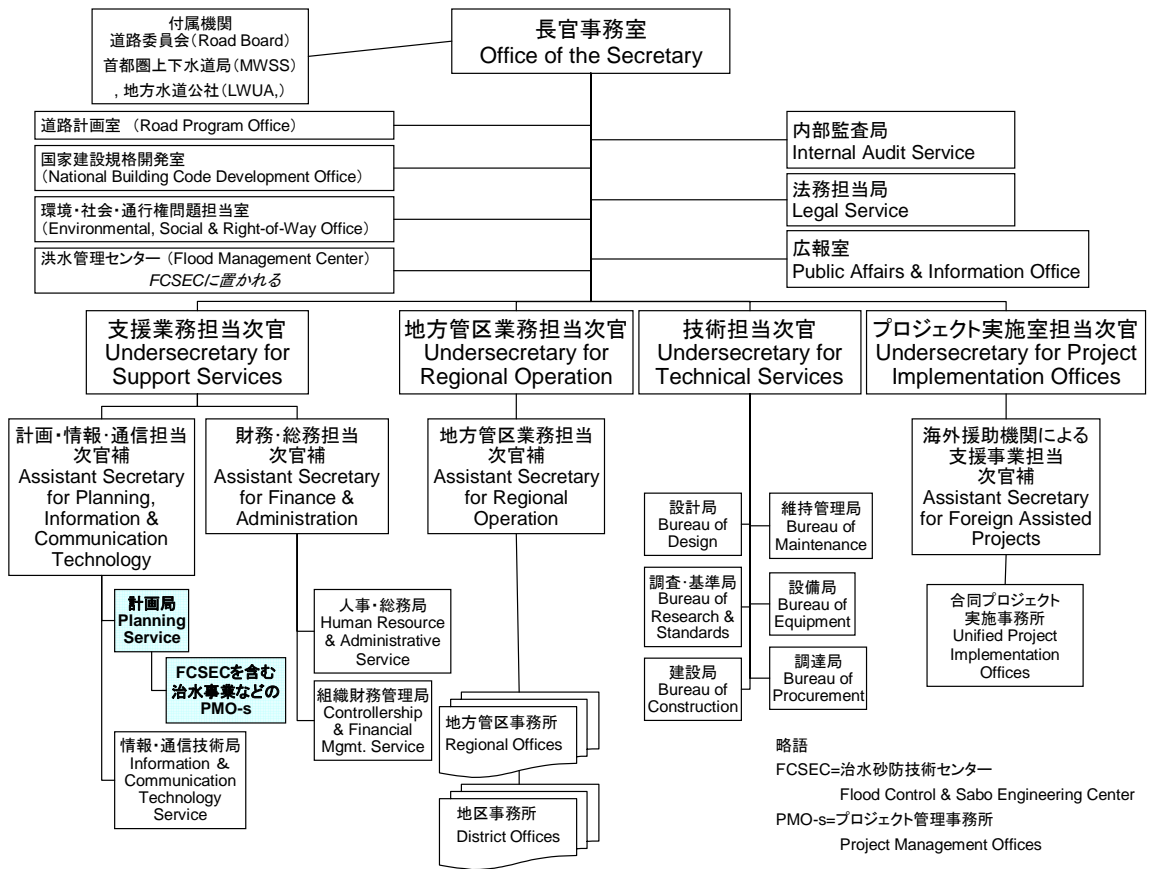 付属機関
道路委員会(Road Board)
首都圏上下水道局(MWSS)
, 地方水道公社(LWUA,)
長官事務室
Office of the Secretary
道路計画室 (Road Program Office)
国家建設規格開発室
(National Building Code Development Office)
環境・社会・通行権問題担当室
(Environmental, Social & Right-of-Way Office)
洪水管理センター (Flood Management Center)
FCSECに置かれる
内部監査局
Internal Audit Service
法務担当局
Legal Service
広報室
Public Affairs & Information Office
支援業務担当次官
Undersecretary for
Support Services
地方管区業務担当次官
Undersecretary for
Regional Operation
技術担当次官
Undersecretary for
Technical Services
プロジェクト実施室担当次官
Undersecretary for Project
Implementation Offices
計画・情報・通信担当
次官補
Assistant Secretary
for Planning,
Information &
Communication
Technology
財務・総務担当
次官補
Assistant Secretary
for Finance &
Administration
地方管区業務担当
次官補
Assistant Secretary
for Regional
Operation
海外援助機関による
支援事業担当
次官補
Assistant Secretary
for Foreign Assisted
Projects
計画局
Planning
Service
FCSECを含む
治水事業などの
PMO-s
情報・通信技術局
Information &
Communication
Technology
Service
人事・総務局
Human Resource
& Administrative
Service
組織財務管理局
Controllership
& Financial
Mgmt. Service
地方管区事務所
Regional Offices
地区事務所
District Offices
設計局
Bureau of
Design
維持管理局
Bureau of
Maintenance
調査・基準局
Bureau of
Research &
Standards
設備局
Bureau of
Equipment
建設局
Bureau of
Construction
調達局
Bureau of
Procurement
合同プロジェクト
実施事務所
Unified Project
Implementation
Offices
略語
FCSEC=治水砂防技術センター
Flood Control & Sabo Engineering Center
PMO-s=プロジェクト管理事務所
Project Management Offices